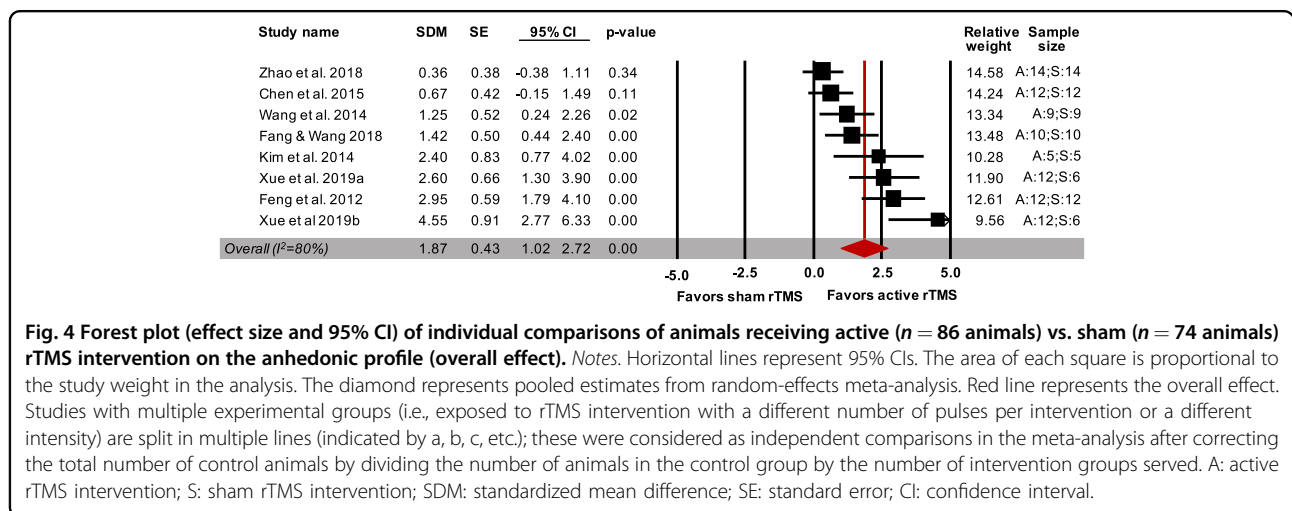 Study name SDM SE 95% CI p-value Relative weight Sample size
Zhao et al. 2018 0.36 0.38 -0.38 1.11 0.34 14.58 A:14;S:14
Chen et al. 2015 0.67 0.42 -0.15 1.49 0.11 14.24 A:12;S:12
Wang et al. 2014 1.25 0.52 0.24 2.26 0.02 13.34 A:9;S:9
Fang & Wang 2018 1.42 0.50 0.44 2.40 0.00 13.48 A:10;S:10
Kim et al. 2014 2.40 0.83 0.77 4.02 0.00 10.28 A:5;S:5
Xue et al. 2019a 2.60 0.66 1.30 3.90 0.00 11.90 A:12;S:6
Feng et al. 2012 2.95 0.59 1.79 4.10 0.00 12.61 A:12;S:12
Xue et al 2019b 4.55 0.91 2.77 6.33 0.00 9.56 A:12;S:6
Overall (I²=80%) 1.87 0.43 1.02 2.72 0.00
-5.0 -2.5 0.0 2.5 5.0
Favors sham rTMS Favors active rTMS
Fig. 4 Forest plot (effect size and 95% CI) of individual comparisons of animals receiving active (n = 86 animals) vs. sham (n = 74 animals)
rTMS intervention on the anhedonic profile (overall effect). Notes. Horizontal lines represent 95% CIs. The area of each square is proportional to
the study weight in the analysis. The diamond represents pooled estimates from random-effects meta-analysis. Red line represents the overall effect.
Studies with multiple experimental groups (i.e., exposed to rTMS intervention with a different number of pulses per intervention or a different
intensity) are split in multiple lines (indicated by a, b, c, etc.); these were considered as independent comparisons in the meta-analysis after correcting
the total number of control animals by dividing the number of animals in the control group by the number of intervention groups served. A: active
rTMS intervention; S: sham rTMS intervention; SDM: standardized mean difference; SE: standard error; CI: confidence interval.